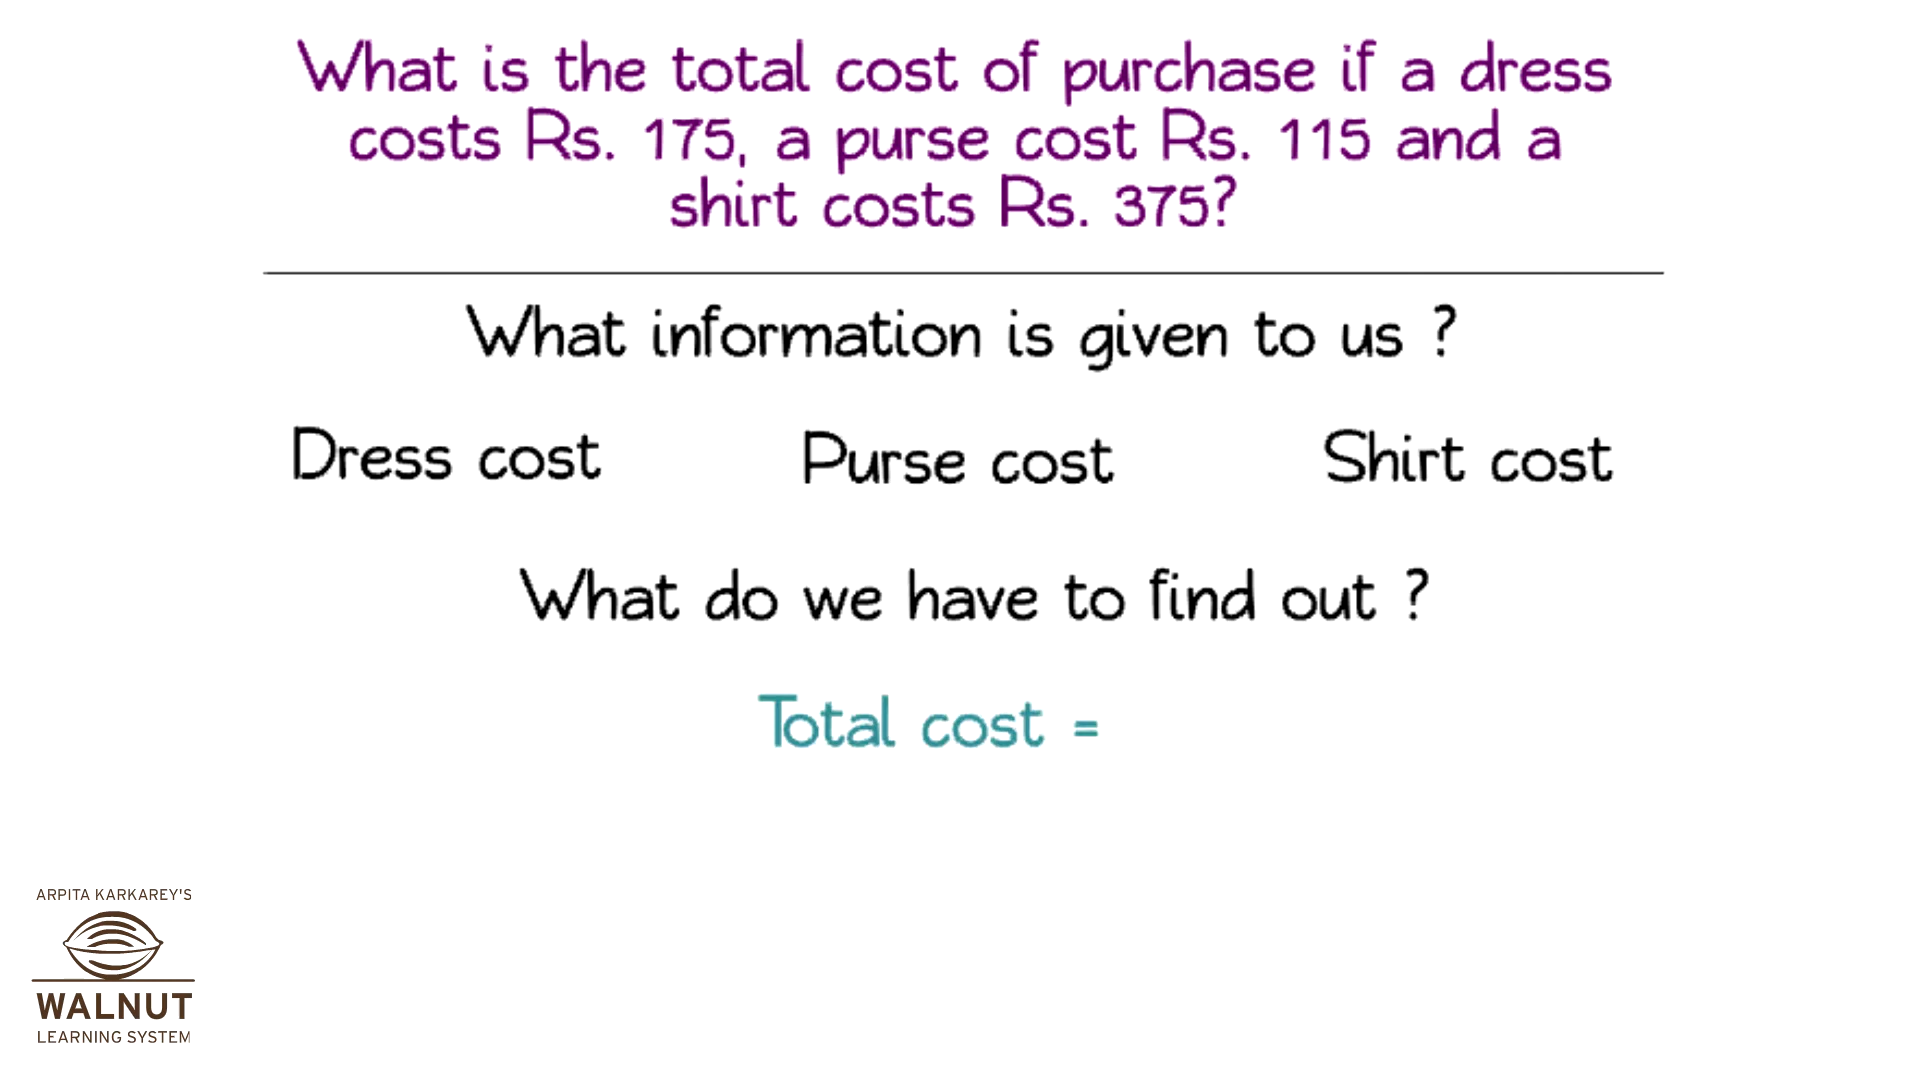 What is the total cost of purchase if a dress
costs Rs. 175, a purse cost Rs. 115 and a
shirt costs Rs. 375?
What information is given to us ?
Dress cost
Purse cost
Shirt cost
What do we have to find out ?
Total cost =
ARPITA KARKAREY'S
WALNUT
LEARNING SYSTEM